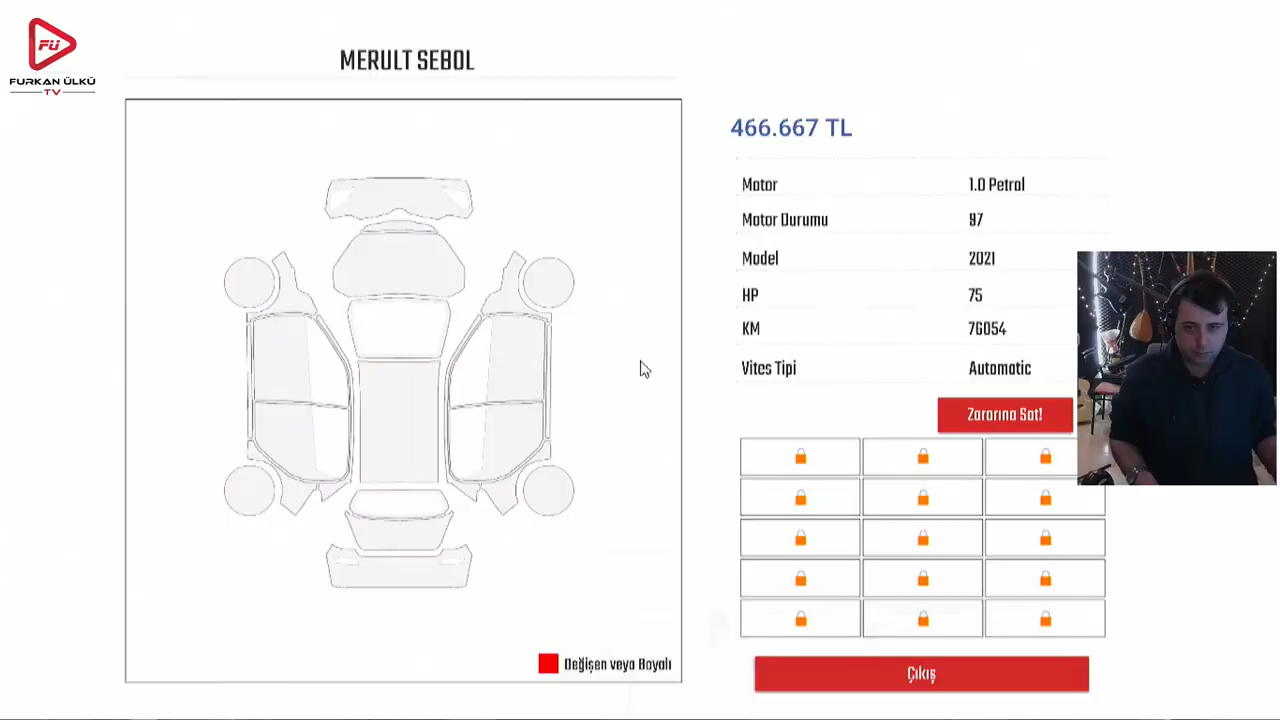 FU
FURKAN ÜLKÜ
TV
MERULT SEBOL
466.667 TL
Motor 1.0 Petrol
Motor Durumu 97
Model 2021
HP 75
KM 76054
Vites Tipi Automatic
Zararına Sat!
Değişen veya Boyalı
Çıkış